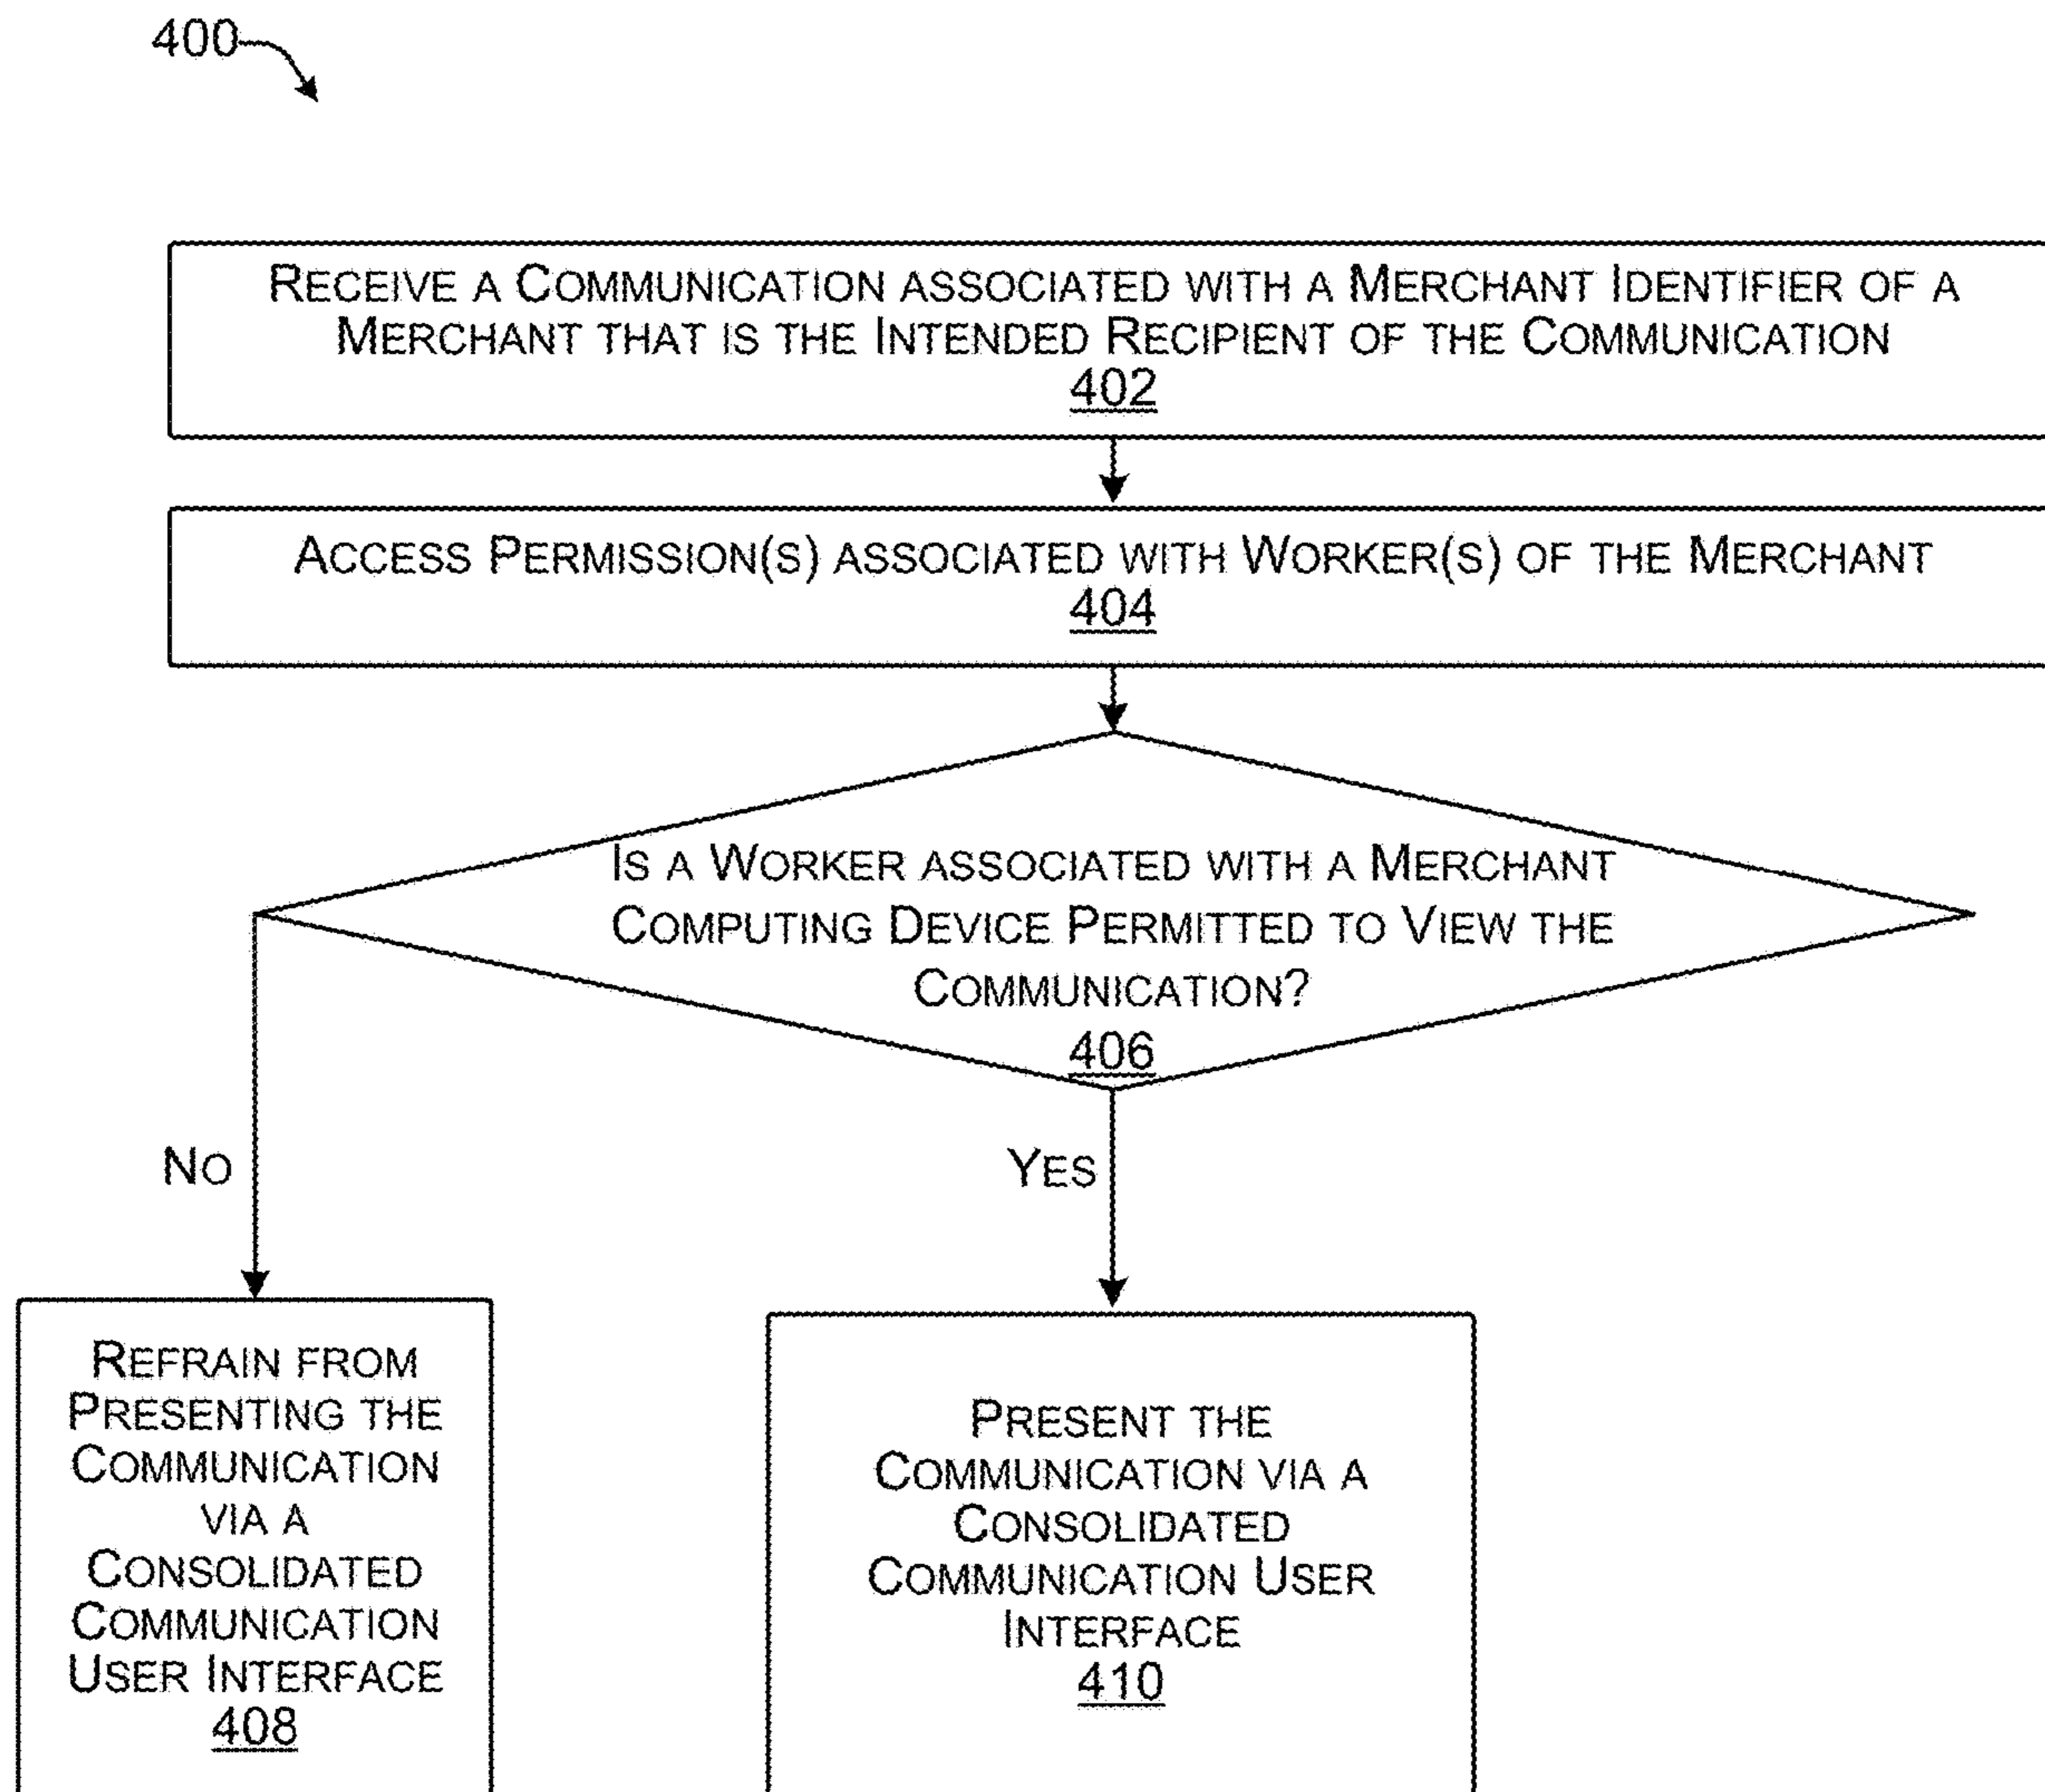 400
Receive a Communication associated with a Merchant Identifier of a
Merchant that is the Intended Recipient of the Communication
402
Access Permission(s) associated with Worker(s) of the Merchant
404
Is a Worker associated with a Merchant
Computing Device Permitted to View the
Communication?
406
No
Yes
Refrain from
Presenting the
Communication
via a
Consolidated
Communication
User Interface
408
Present the
Communication via a
Consolidated
Communication User
Interface
410